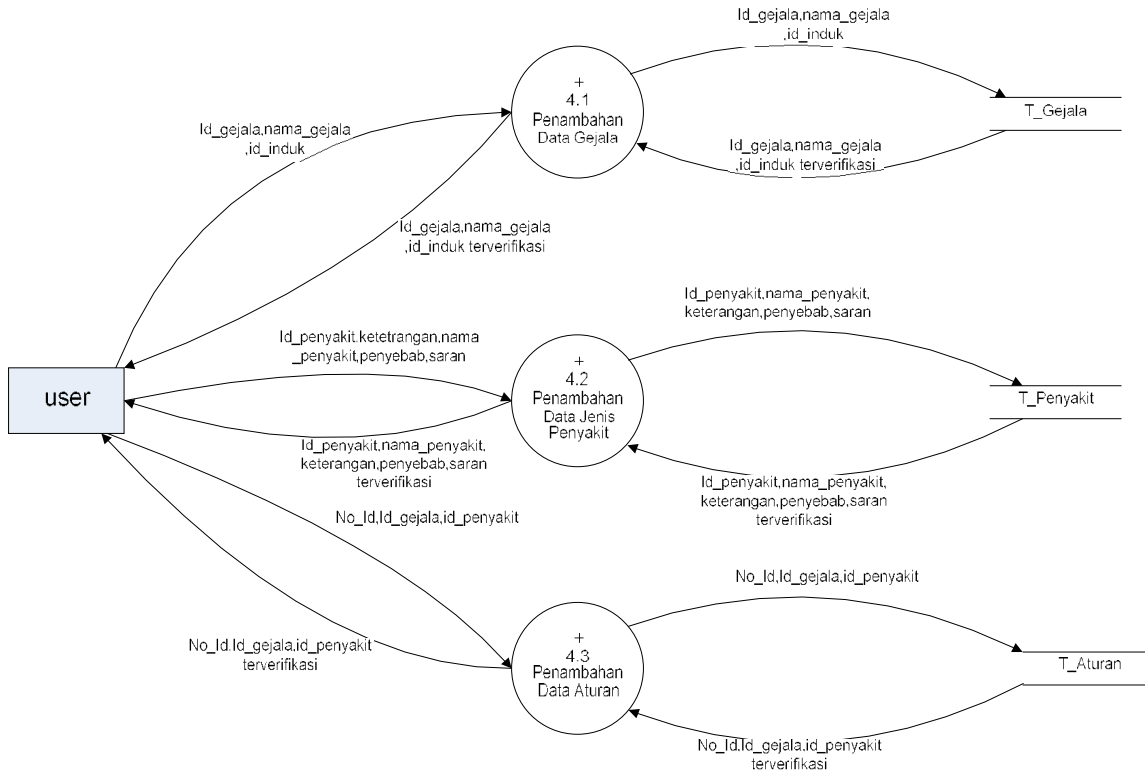 Id_gejala,nama_gejala
,id_induk
+
4.1
Penambahan
Data Gejala
T_Gejala
Id_gejala,nama_gejala
,id_induk
Id_gejala,nama_gejala
,id_induk terverifikasi
Id_gejala,nama_gejala
,id_induk terverifikasi
Id_penyakit,nama_penyakit,
keterangan,penyebab,saran
Id_penyakit.ketetrangan,nama
_penyakit,penyebab,saran
+
4.2
Penambahan
Data Jenis
Penyakit
user
T_Penyakit
Id_penyakit,nama_penyakit,
keterangan,penyebab,saran
terverifikasi
Id_penyakit,nama_penyakit,
keterangan,penyebab,saran
terverifikasi
No_Id,Id_gejala,id_penyakit
No_Id,Id_gejala,id_penyakit
+
4.3
Penambahan
Data Aturan
No_Id.Id_gejala,id_penyakit
terverifikasi
T_Aturan
No_Id.Id_gejala.id_penyakit
terverifikasi